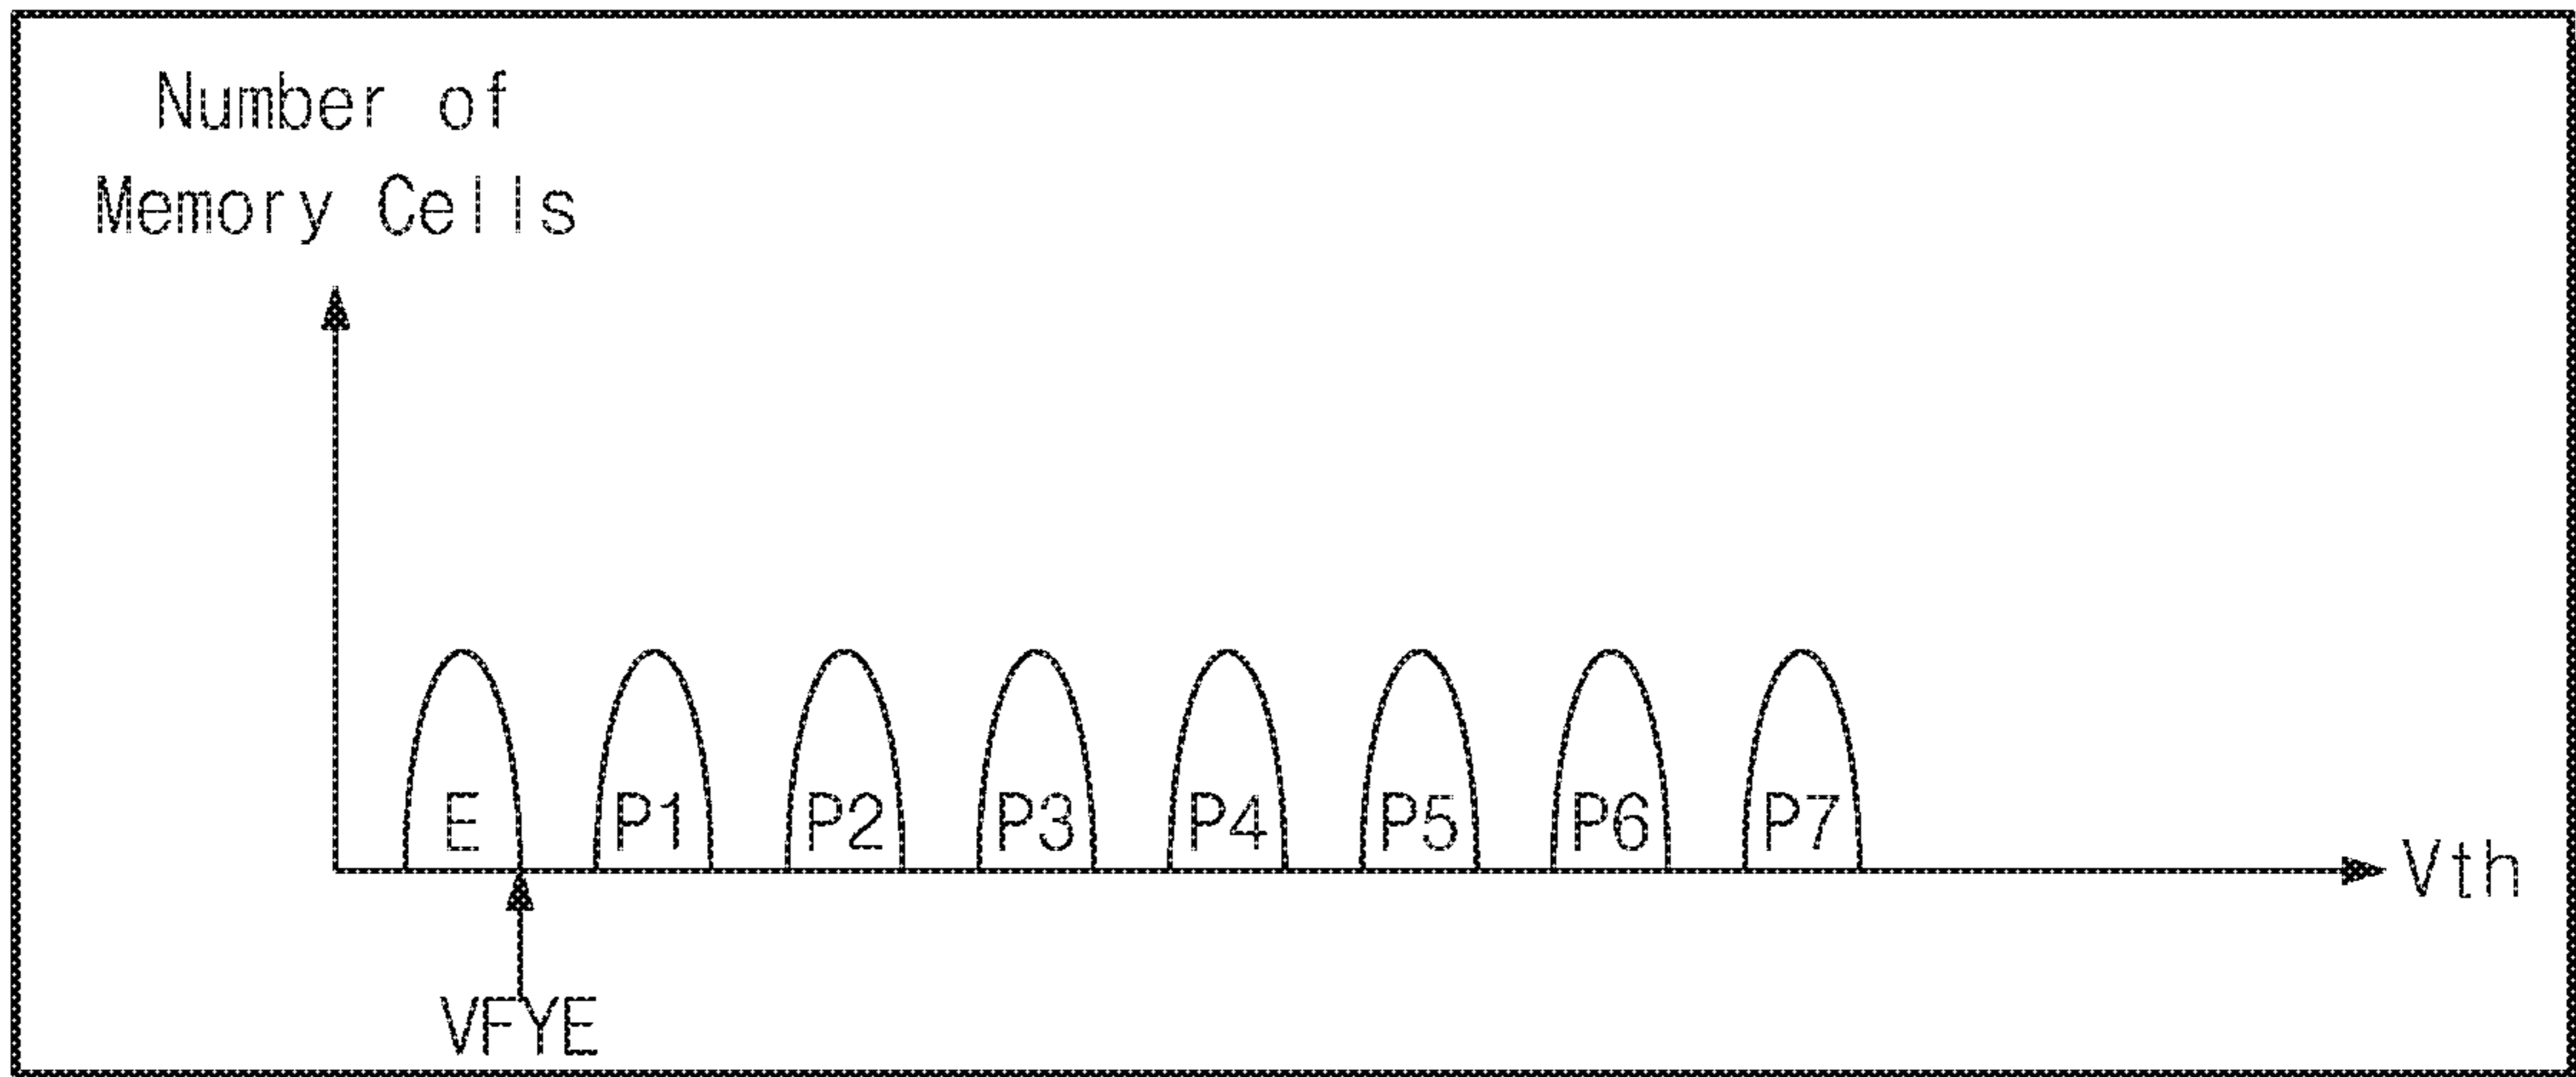 Number of
Memory Cells
E P1 P2 P3 P4 P5 P6 P7
Vth
VFYE